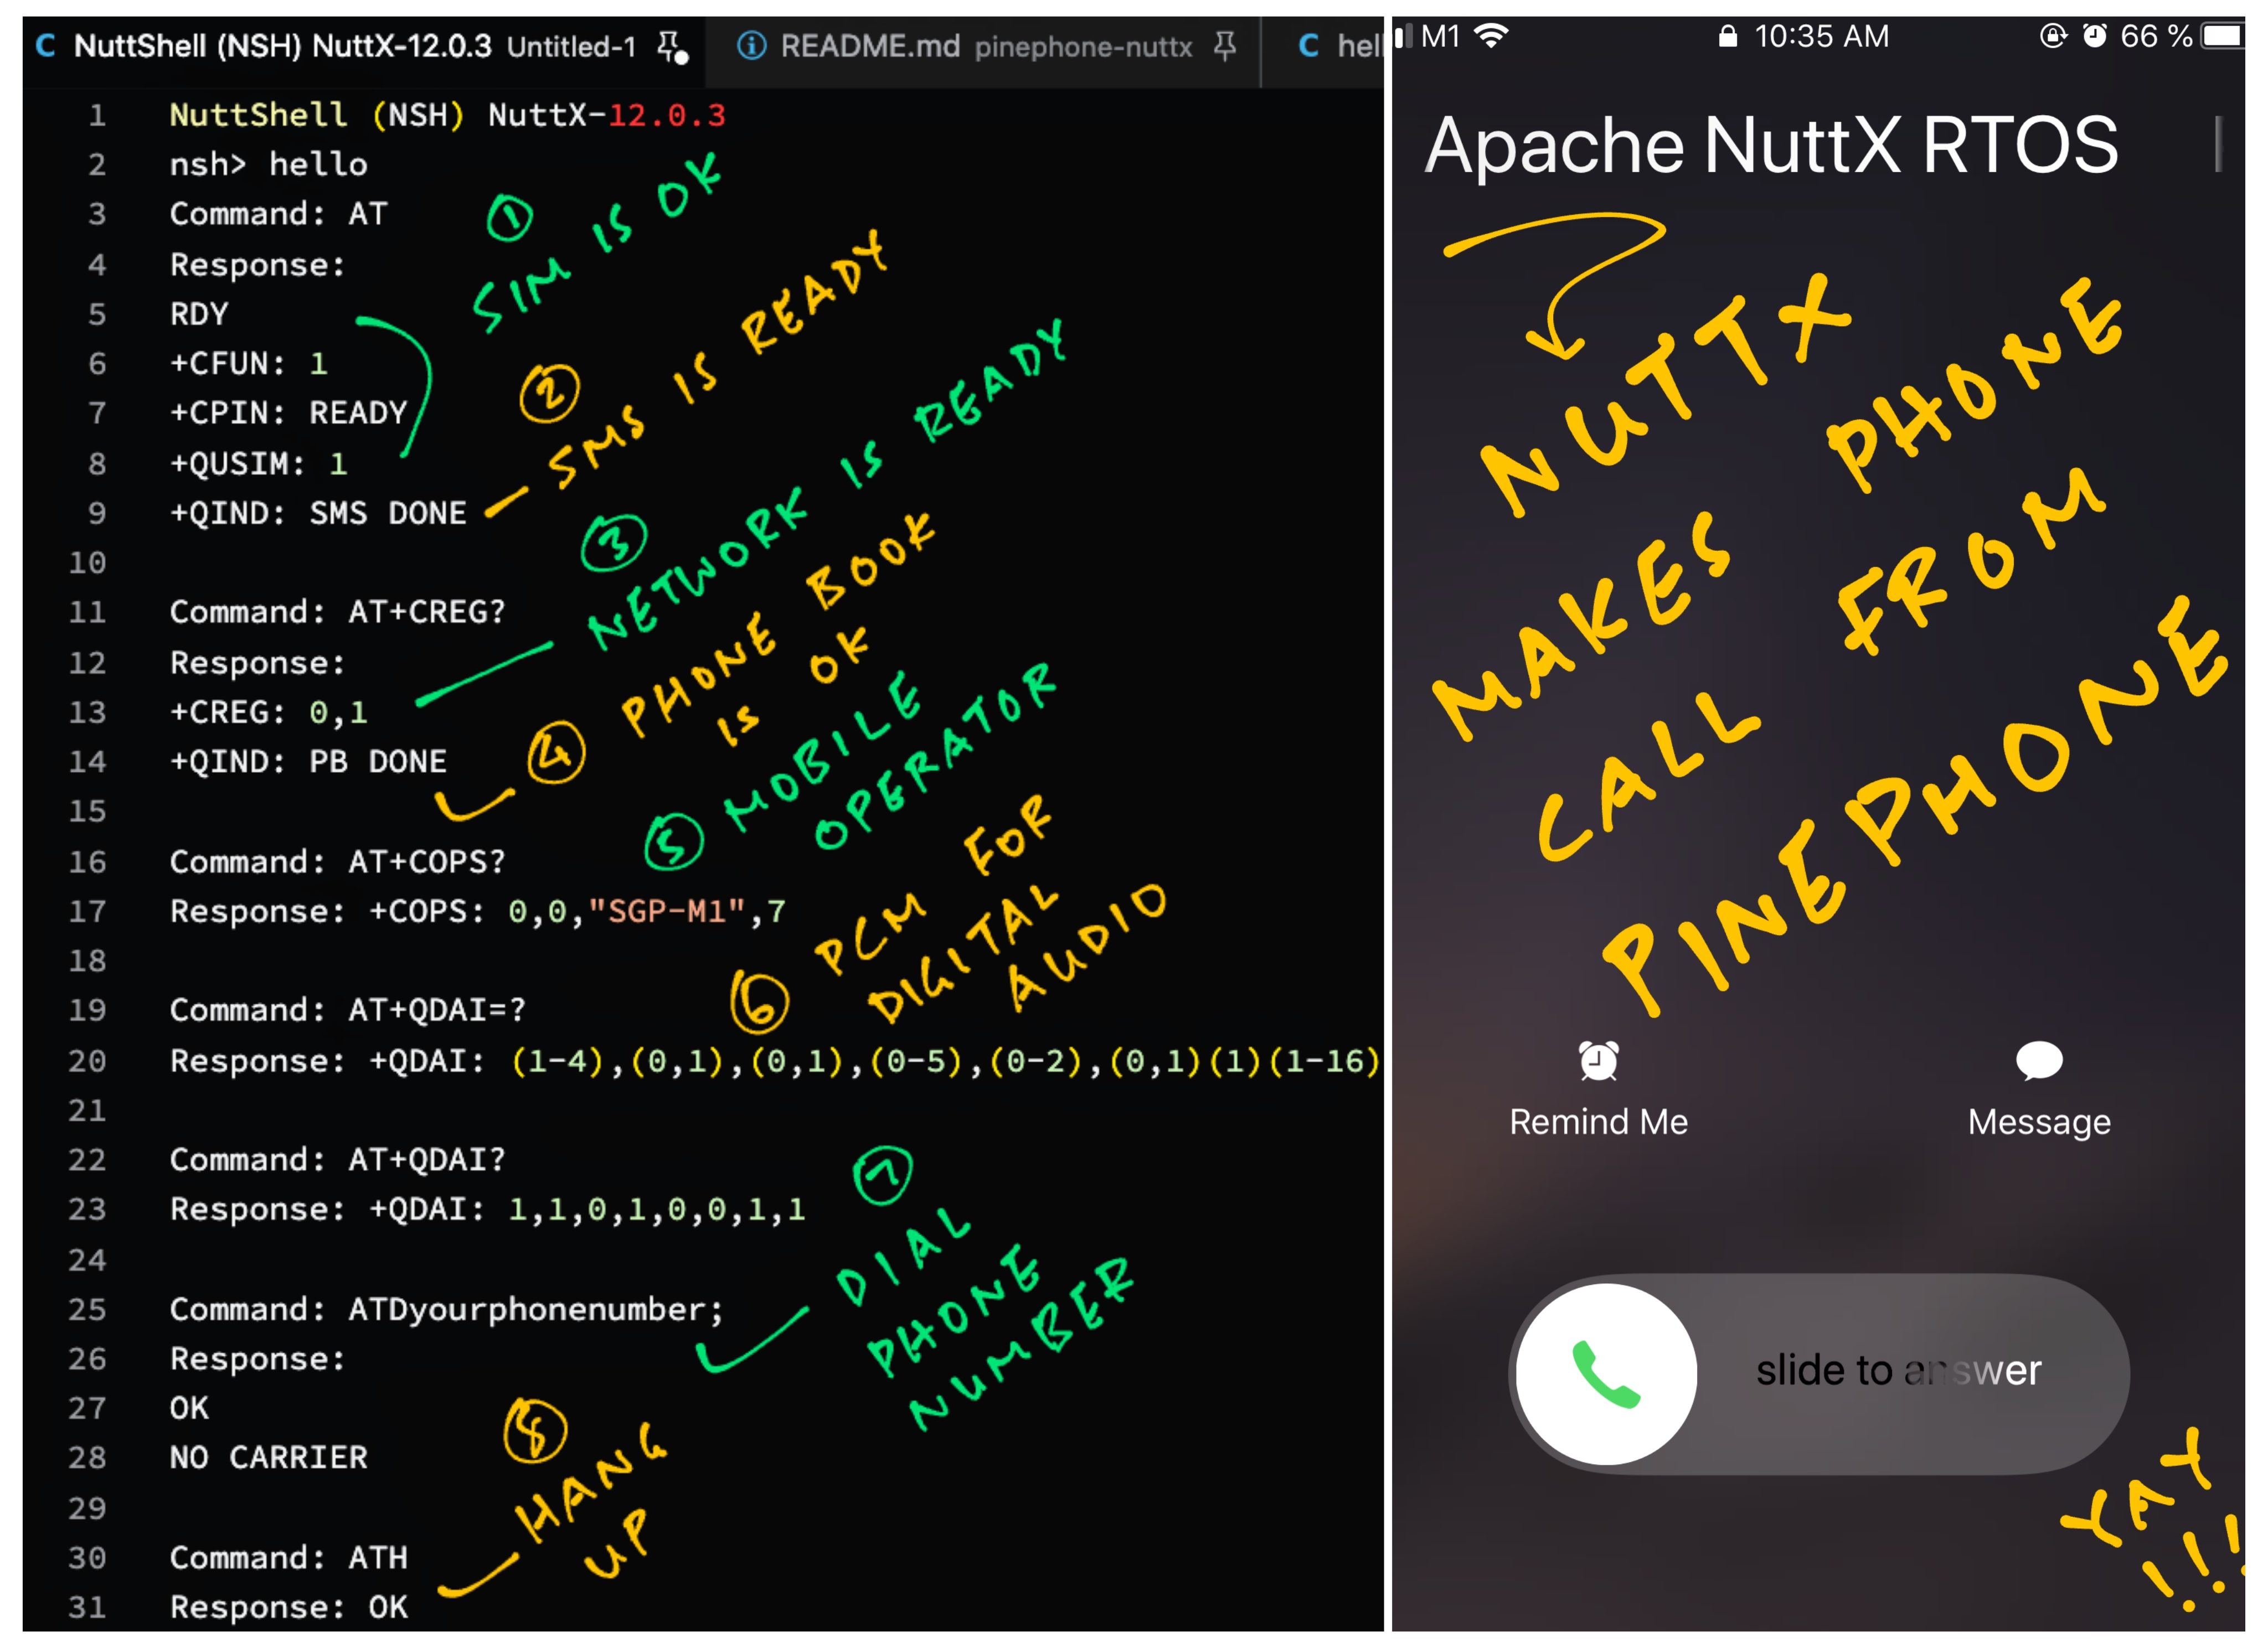 NuttShell (NSH) NuttX-12.0.3 Untitled-1
README.md pinephone-nuttx
hell
1 NuttShell (NSH) NuttX-12.0.3
2 nsh> hello
3 Command: AT
4 Response:
5 RDY
6 +CFUN: 1
7 +CPIN: READY
8 +QUSIM: 1
9 +QIND: SMS DONE
10
11 Command: AT+CREG?
12 Response:
13 +CREG: 0,1
14 +QIND: PB DONE
15
16 Command: AT+COPS?
17 Response: +COPS: 0,0,"SGP-M1",7
18
19 Command: AT+QDAI=?
20 Response: +QDAI: (1-4),(0,1),(0,1),(0-5),(0-2),(0,1)(1)(1-16)
21
22 Command: AT+QDAI?
23 Response: +QDAI: 1,1,0,1,0,0,1,1
24
25 Command: ATDyourphonenumber;
26 Response:
27 OK
28 NO CARRIER
29
30 Command: ATH
31 Response: OK
1
SIM IS OK
2
SMS IS READY
3
NETWORK IS READY
4
PHONE BOOK
IS OK
5
MOBILE
OPERATOR
6
PCM FOR
DIGITAL
AUDIO
7
DIAL
PHONE
NUMBER
8
HANG
UP
M1 10:35 AM 66 %
Apache NuttX RTOS
NUTTX
MAKES PHONE
CALL FROM
PINEPHONE
Remind Me
Message
slide to answer
YAY
!!!